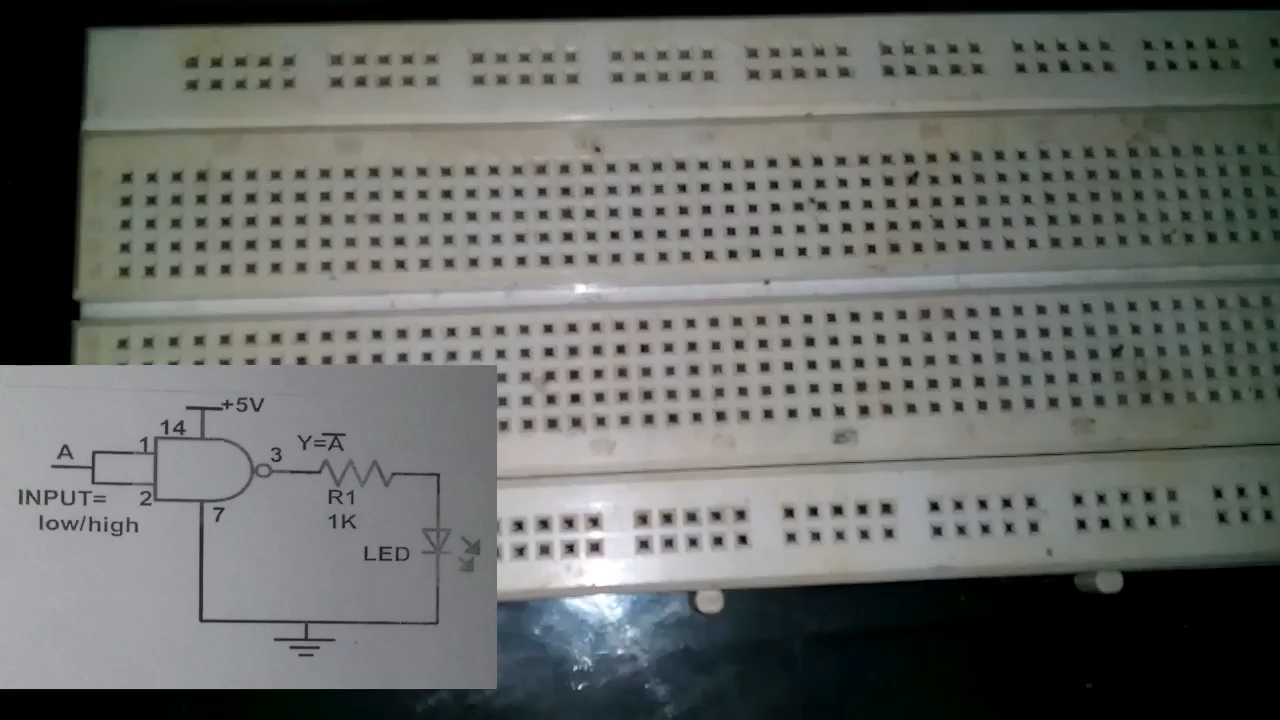 +5V
14
A
1
Y=A̅
3
INPUT=
2
low/high
7
R1
1K
LED